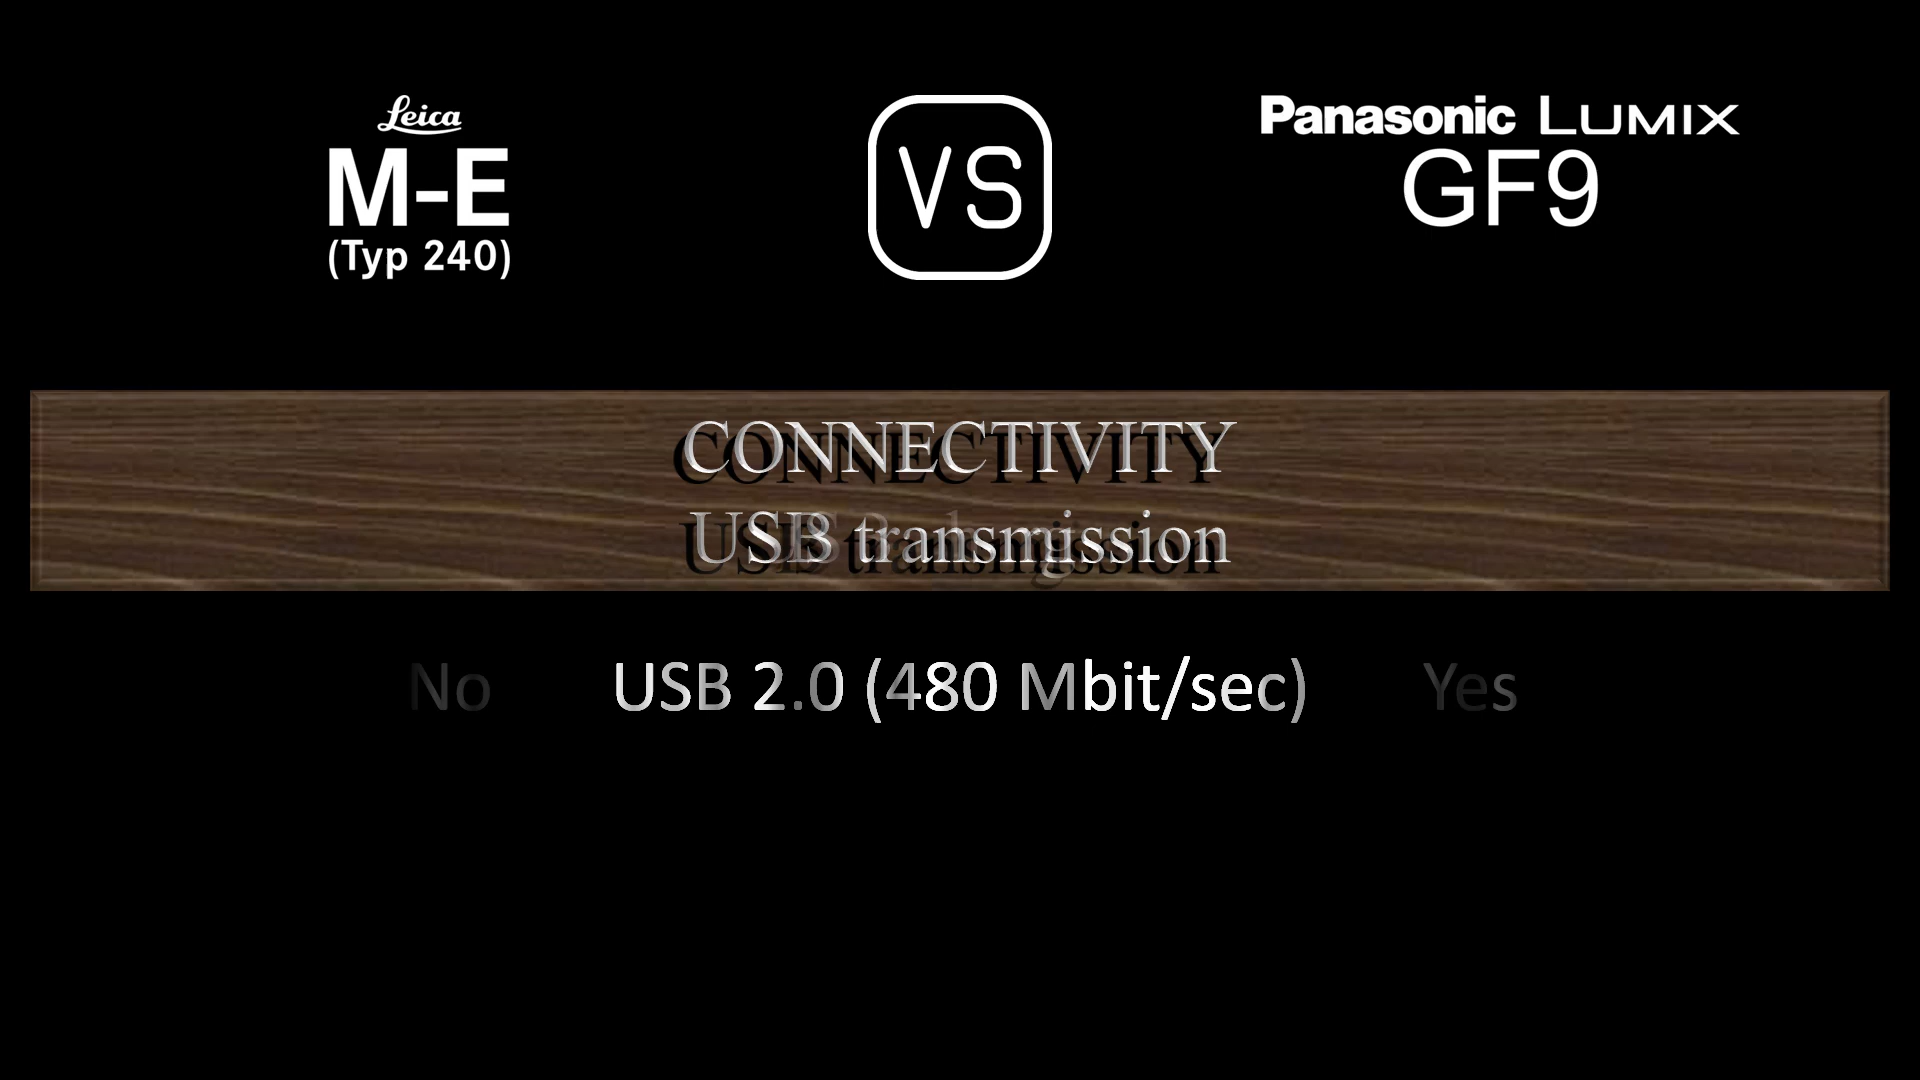 Leica
M-E
(Typ 240)
VS
Panasonic LUMIX
GF9
CONNECTIVITY
USB transmission
No USB 2.0 (480 Mbit/sec) Yes